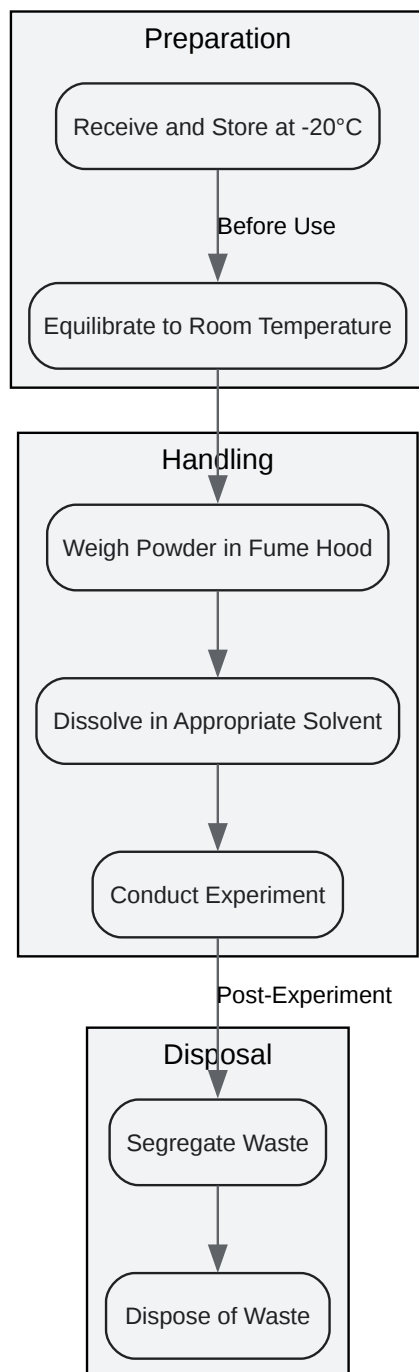 Preparation
Receive and Store at -20°C
Before Use
Equilibrate to Room Temperature
Handling
Weigh Powder in Fume Hood
Dissolve in Appropriate Solvent
Conduct Experiment
Post-Experiment
Disposal
Segregate Waste
Dispose of Waste